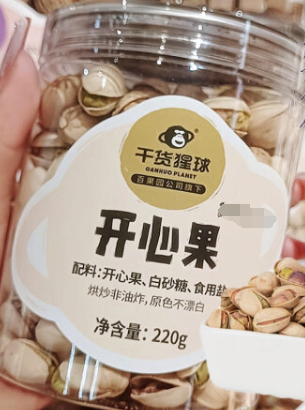 干货猩球
GANHUO PLANET
百果园公司旗下
开心果
配料:开心果、白砂糖、食用盐
烘炒非油炸,原色不漂白
净含量:220g